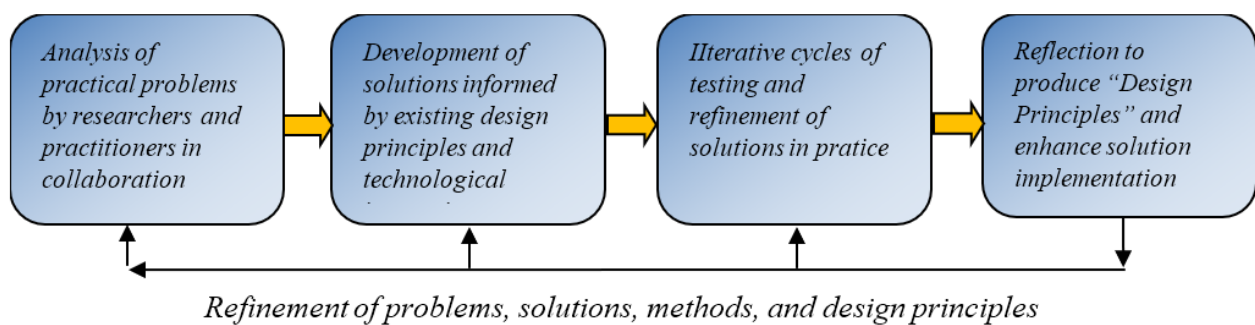 Analysis of
practical problems
by researchers and
practitioners in
collaboration
Development of
solutions informed
by existing design
principles and
technological
IIterative cycles of
testing and
refinement of
solutions in pratice
Reflection to
produce “Design
Principles” and
enhance solution
implementation
Refinement of problems, solutions, methods, and design principles